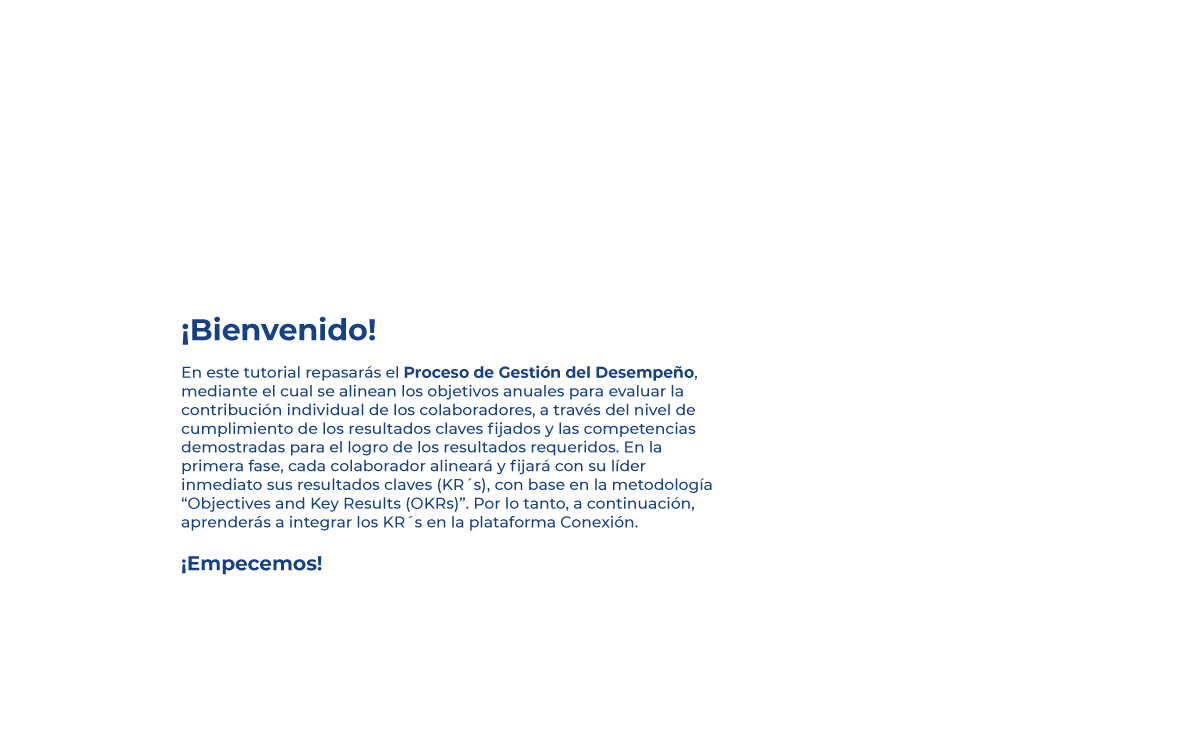 ¡Bienvenido!
En este tutorial repasarás el Proceso de Gestión del Desempeño,
mediante el cual se alinean los objetivos anuales para evaluar la
contribución individual de los colaboradores, a través del nivel de
cumplimiento de los resultados claves fijados y las competencias
demostradas para el logro de los resultados requeridos. En la
primera fase, cada colaborador alineará y fijará con su líder
inmediato sus resultados claves (KR´s), con base en la metodología
“Objectives and Key Results (OKRs)”. Por lo tanto, a continuación,
aprenderás a integrar los KR´s en la plataforma Conexión.
¡Empecemos!